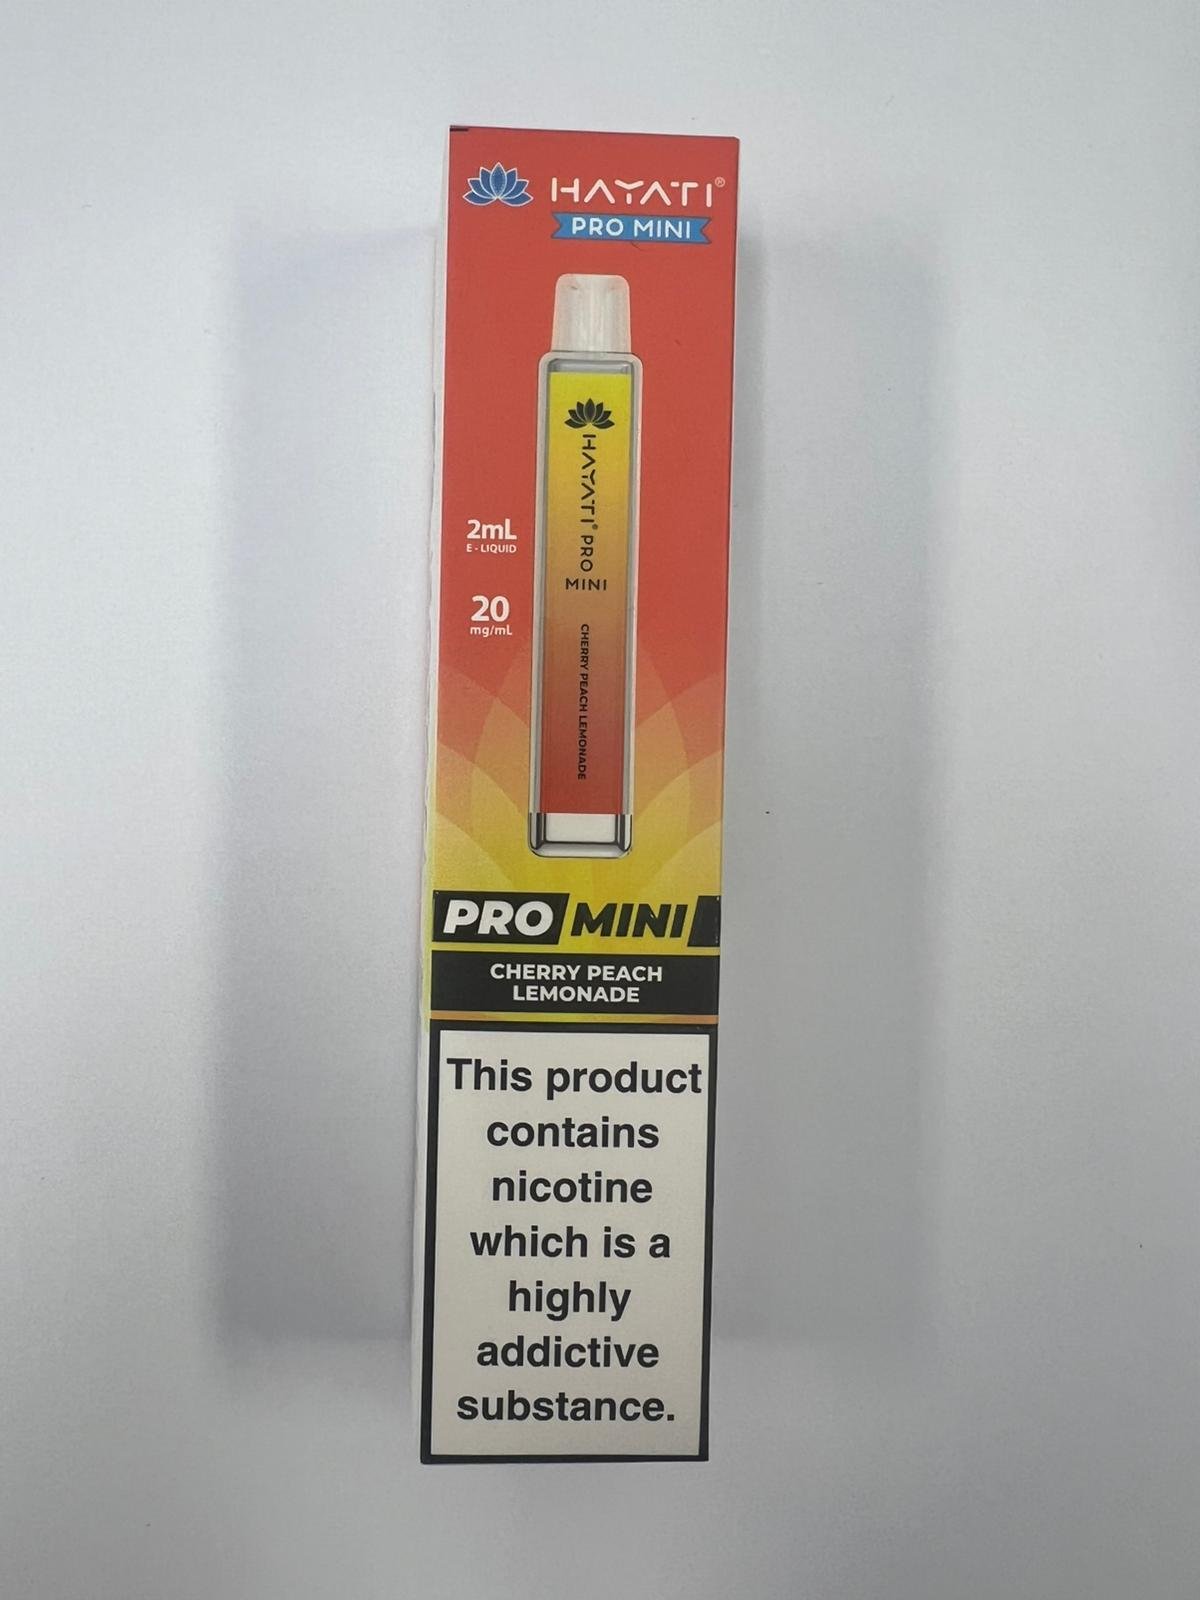 HAYATI®
PRO MINI
HAYATI® PRO
MINI
CHERRY PEACH LEMONADE
2mL
E-LIQUID
20
mg/mL
PRO MINI
CHERRY PEACH
LEMONADE
This product
contains
nicotine
which is a
highly
addictive
substance.